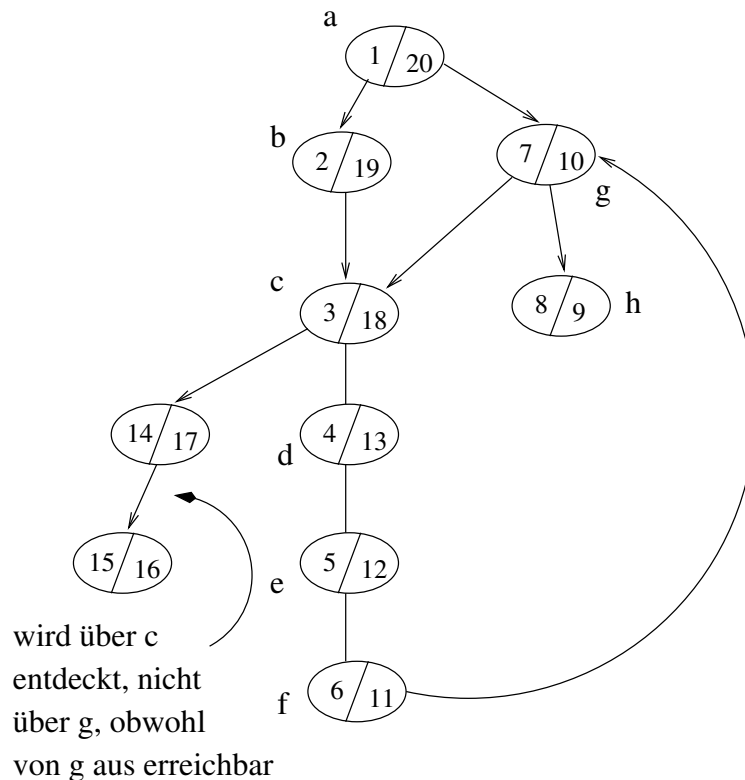 a
1 20
b
2 19
7 10
g
c
3 18
8 9
h
14 17
4 13
d
15 16
5 12
e
wird über c
entdeckt, nicht
über g, obwohl
von g aus erreichbar
f
6 11